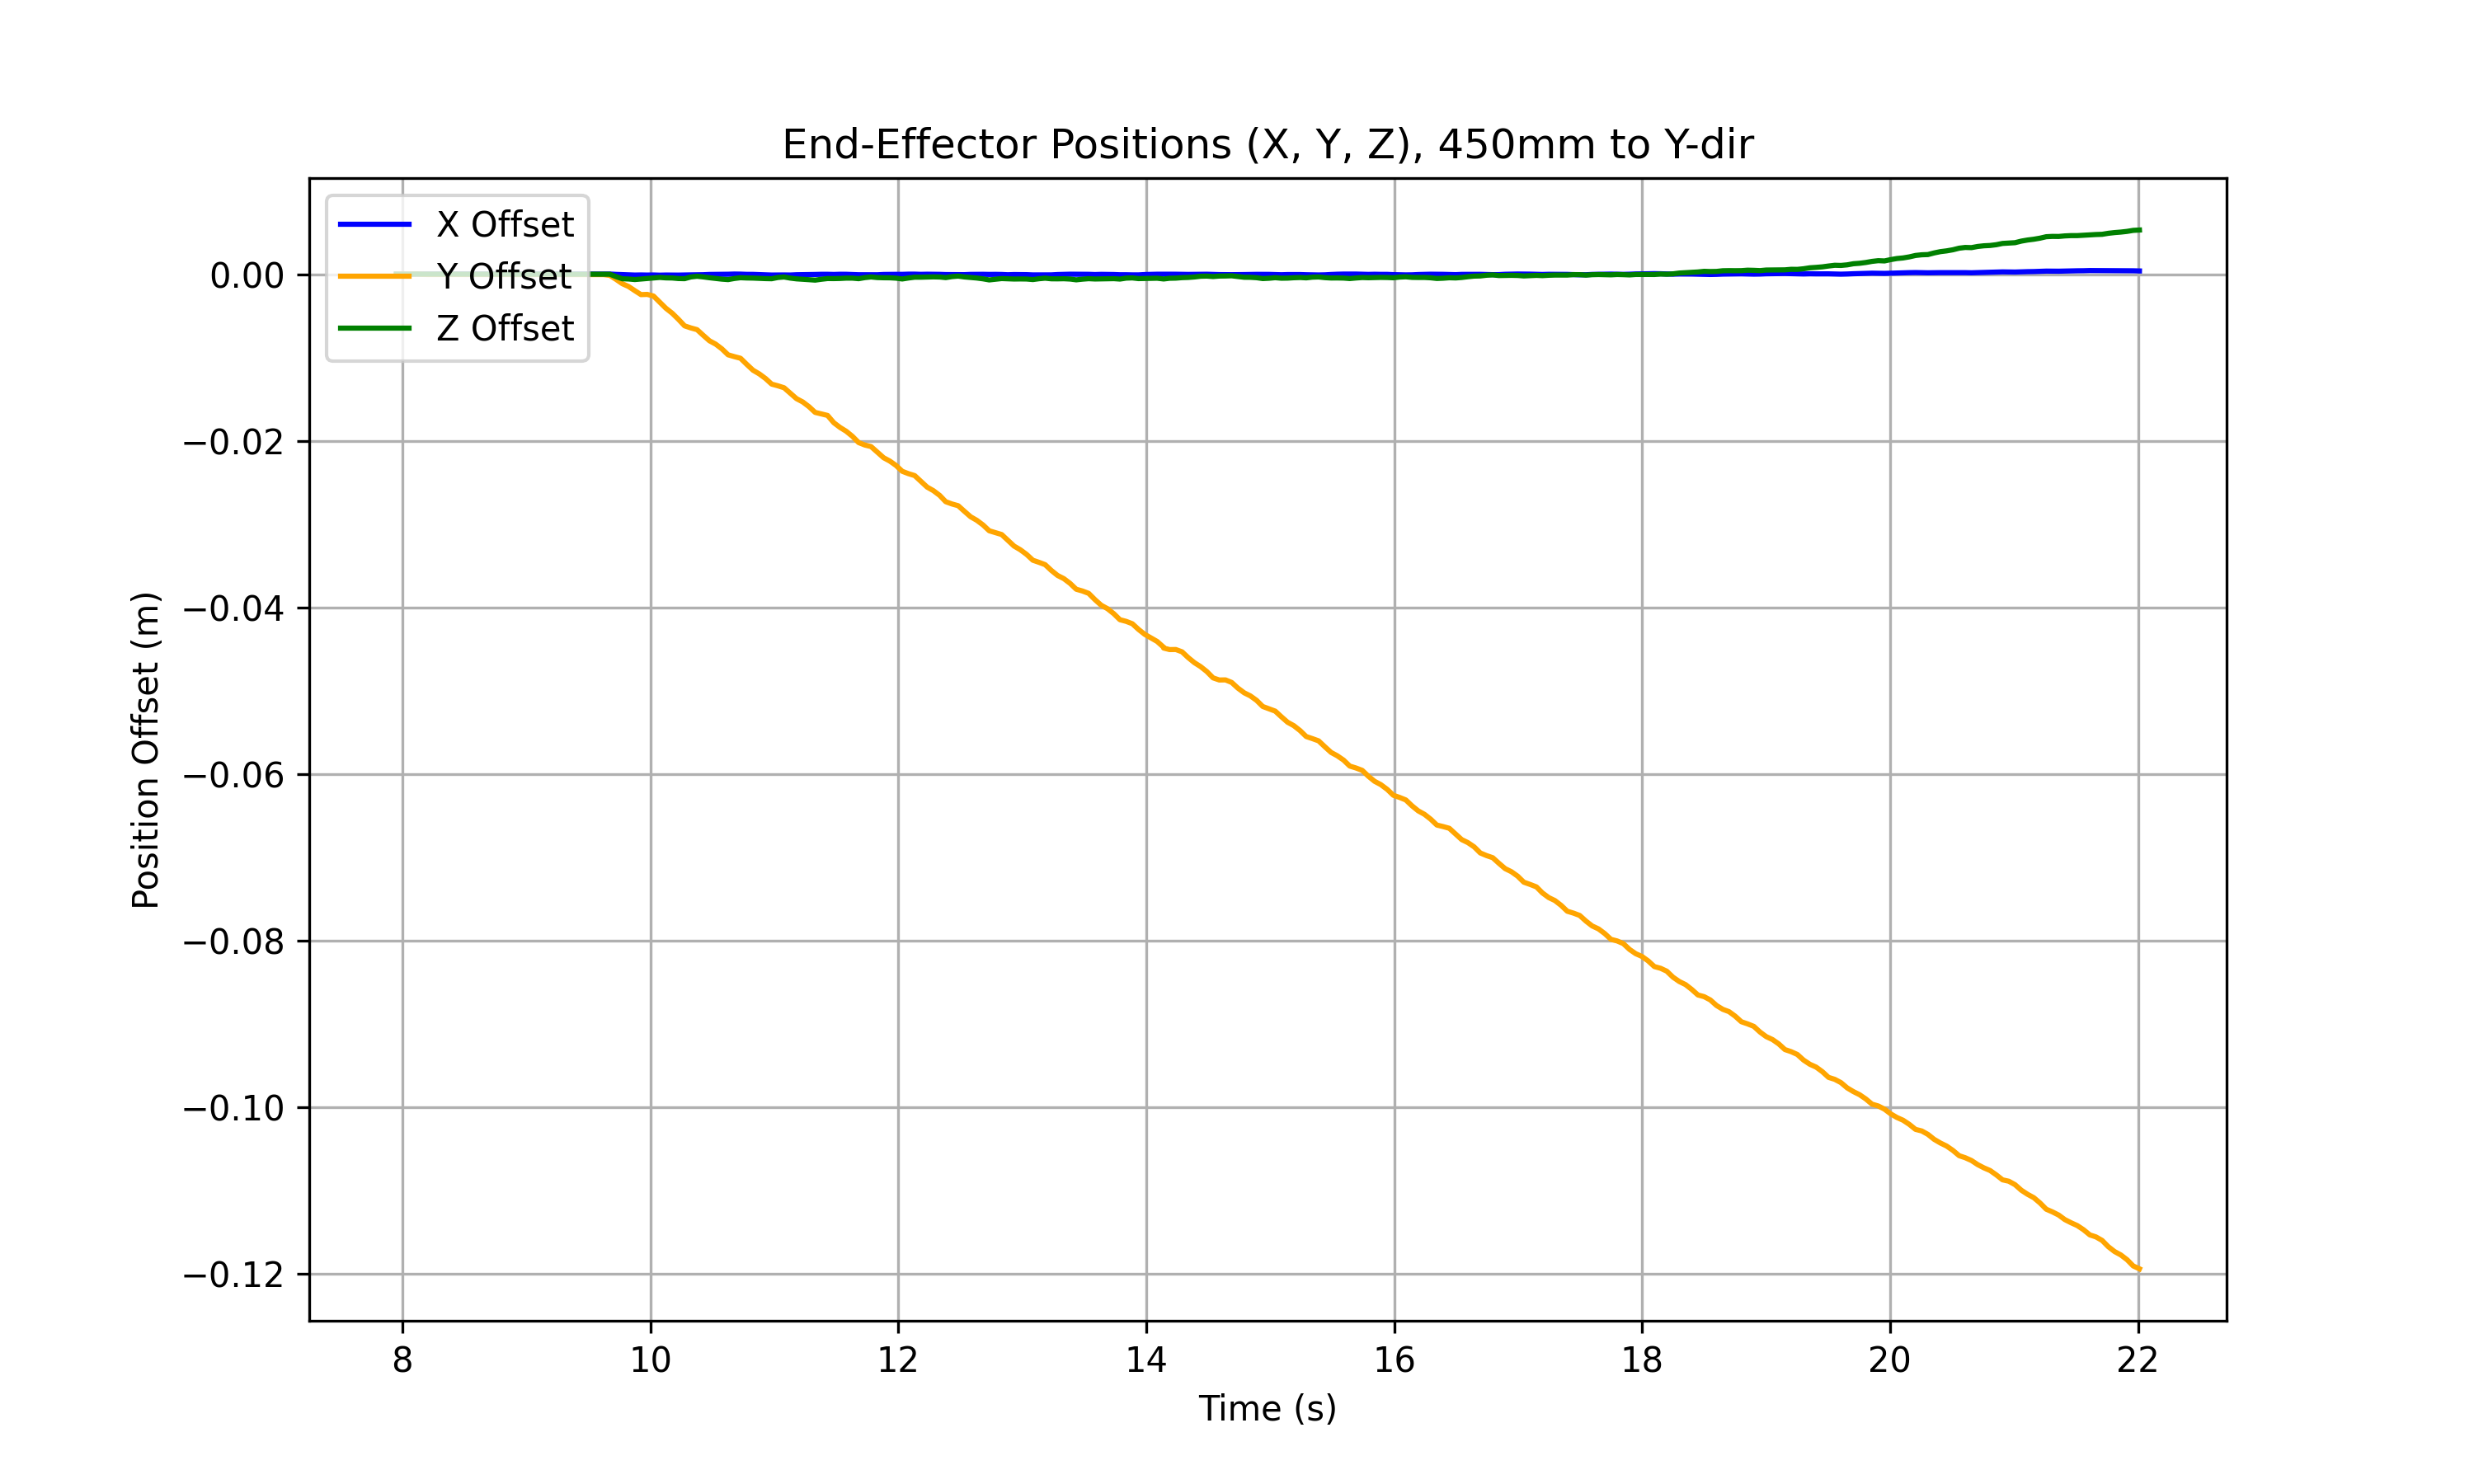 End-Effector Positions (X, Y, Z), 450mm to Y-dir
X Offset
Y Offset
Z Offset
Position Offset (m)
0.00
−0.02
−0.04
−0.06
−0.08
−0.10
−0.12
8 10 12 14 16 18 20 22
Time (s)